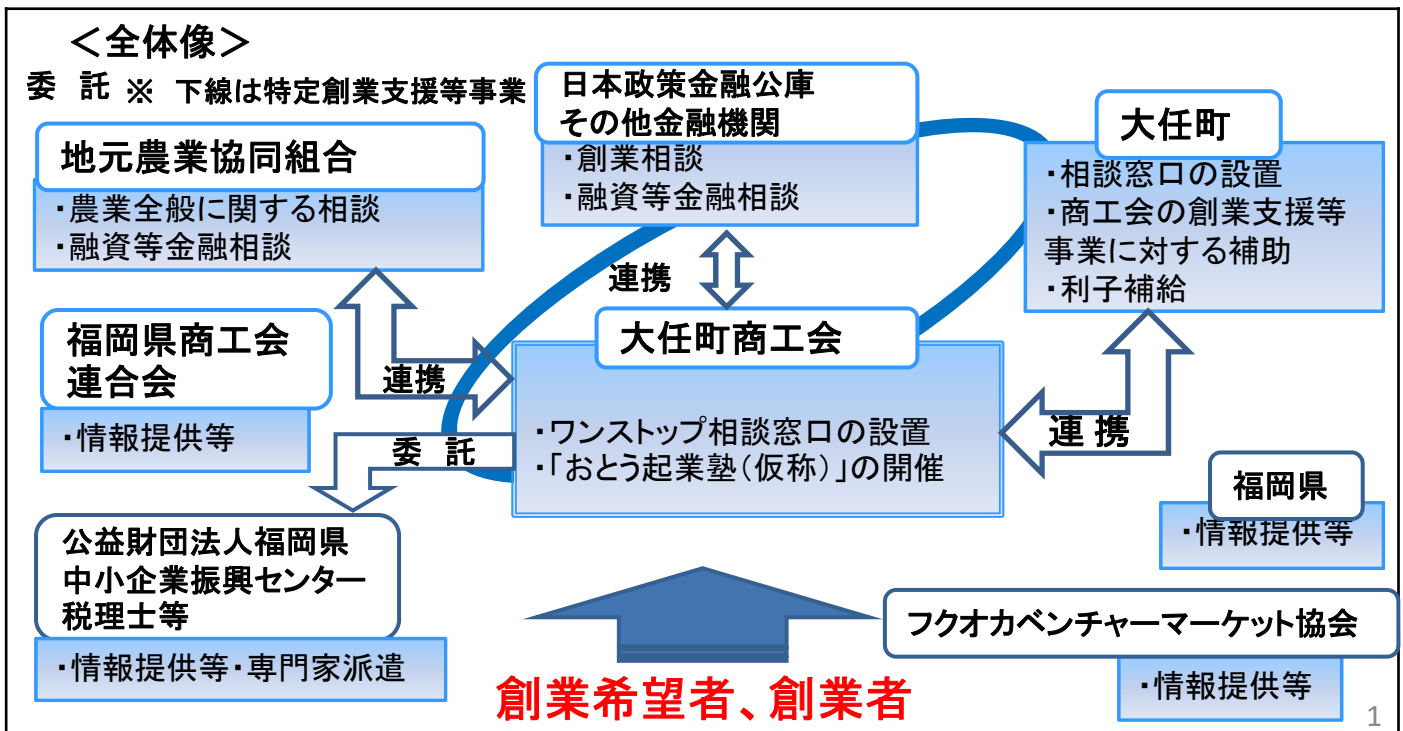 ＜全体像＞
委 託 ※ 下線は特定創業支援等事業
日本政策金融公庫
その他金融機関
・創業相談
・融資等金融相談
大任町
・相談窓口の設置
・商工会の創業支援等
事業に対する補助
・利子補給
地元農業協同組合
・農業全般に関する相談
・融資等金融相談
連携
福岡県商工会
連合会
・情報提供等
連携
大任町商工会
・ワンストップ相談窓口の設置
・「おとう起業塾（仮称）」の開催
連 携
委 託
福岡県
・情報提供等
公益財団法人福岡県
中小企業振興センター
税理士等
・情報提供等・専門家派遣
フクオカベンチャーマーケット協会
・情報提供等
創業希望者、創業者
1